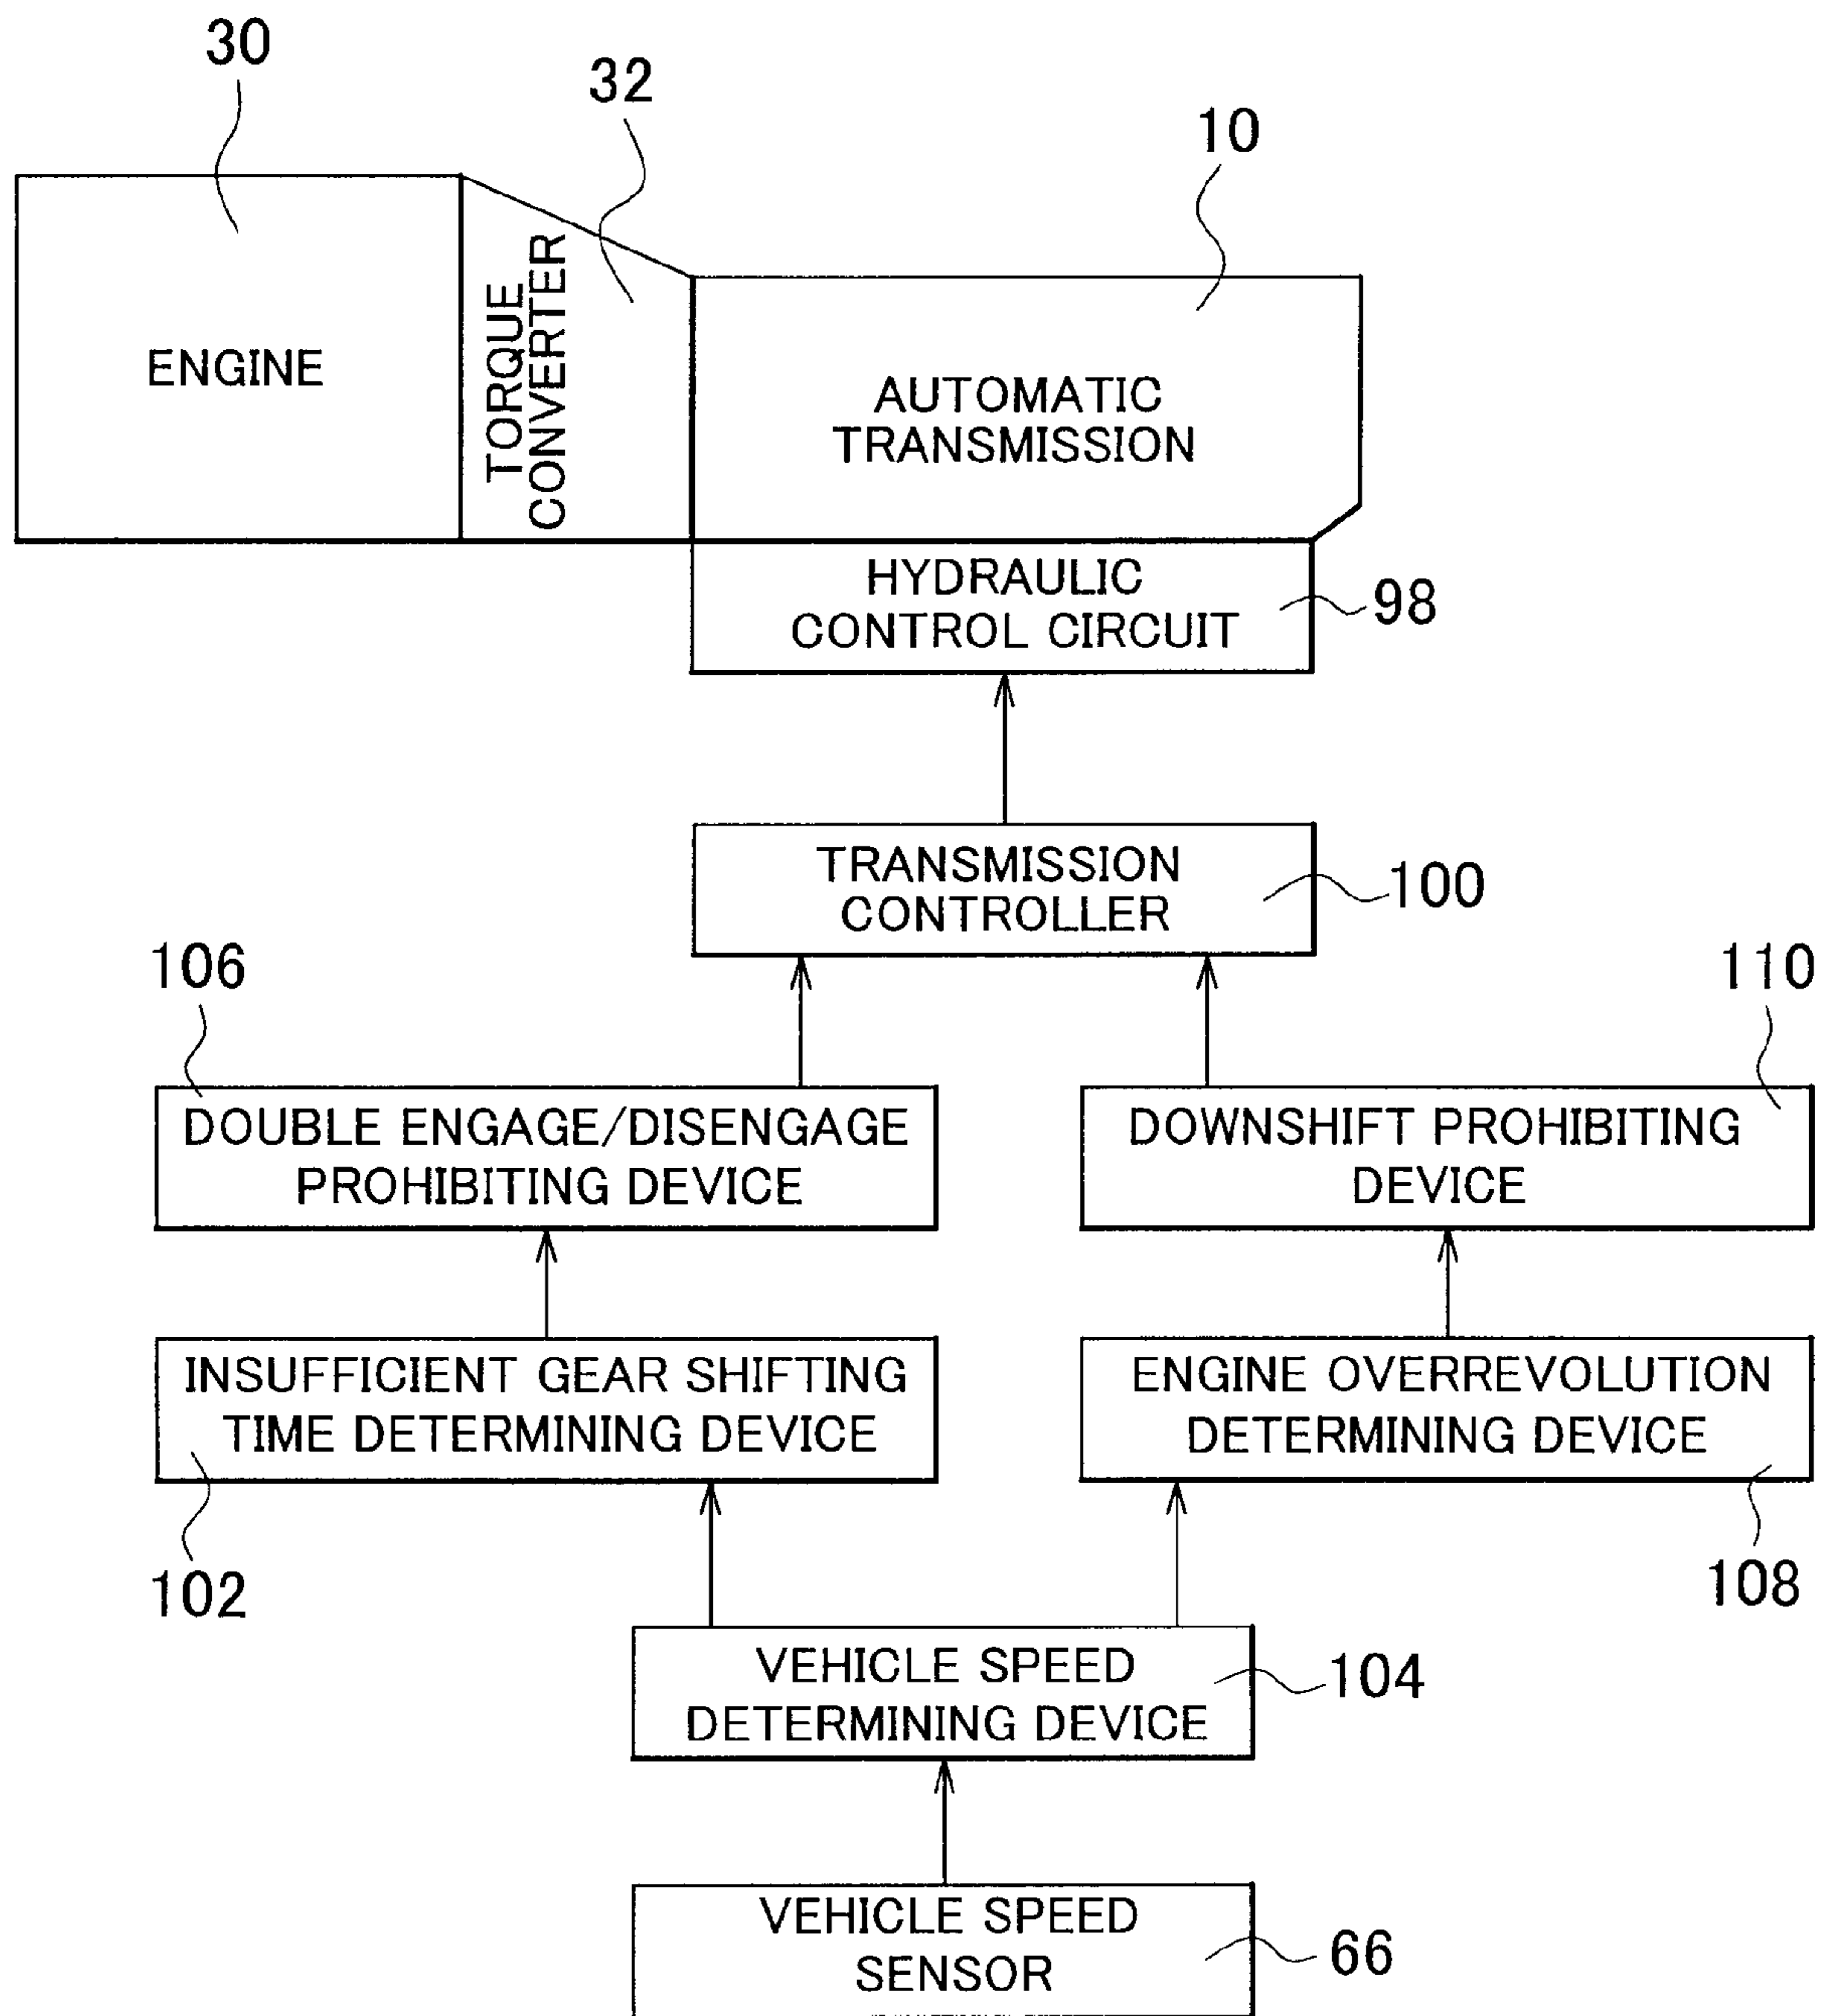 30
32
10
ENGINE
TORQUE
CONVERTER
AUTOMATIC
TRANSMISSION
HYDRAULIC
CONTROL CIRCUIT
98
TRANSMISSION
CONTROLLER
100
106
110
DOUBLE ENGAGE/DISENGAGE
PROHIBITING DEVICE
DOWNSHIFT PROHIBITING
DEVICE
INSUFFICIENT GEAR SHIFTING
TIME DETERMINING DEVICE
ENGINE OVERREVOLUTION
DETERMINING DEVICE
102
108
VEHICLE SPEED
DETERMINING DEVICE
104
VEHICLE SPEED
SENSOR
66